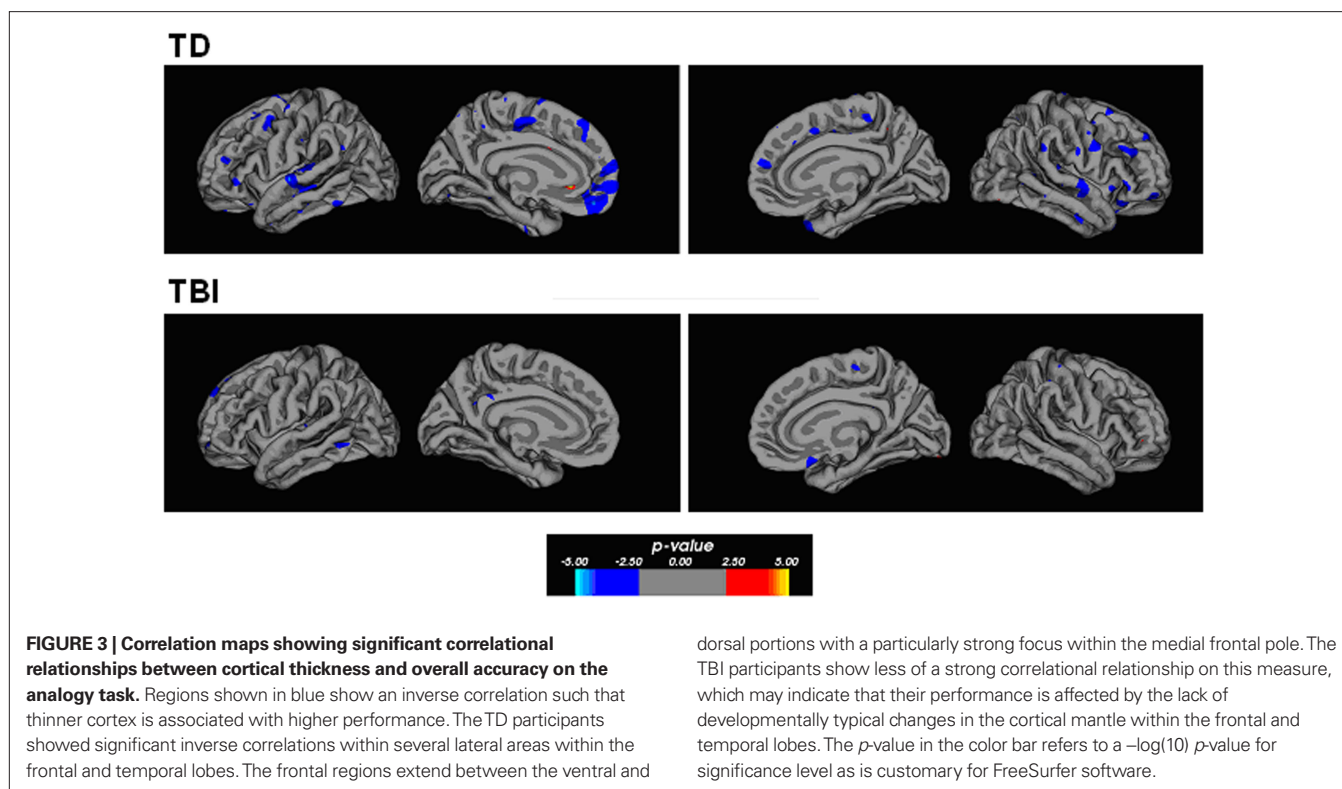 TD
TBI
p-value
-5.00 -2.50 0.00 2.50 5.00
FIGURE 3 | Correlation maps showing significant correlational
relationships between cortical thickness and overall accuracy on the
analogy task. Regions shown in blue show an inverse correlation such that
thinner cortex is associated with higher performance. The TD participants
showed significant inverse correlations within several lateral areas within the
frontal and temporal lobes. The frontal regions extend between the ventral and
dorsal portions with a particularly strong focus within the medial frontal pole. The
TBI participants show less of a strong correlational relationship on this measure,
which may indicate that their performance is affected by the lack of
developmentally typical changes in the cortical mantle within the frontal and
temporal lobes. The p-value in the color bar refers to a –log(10) p-value for
significance level as is customary for FreeSurfer software.